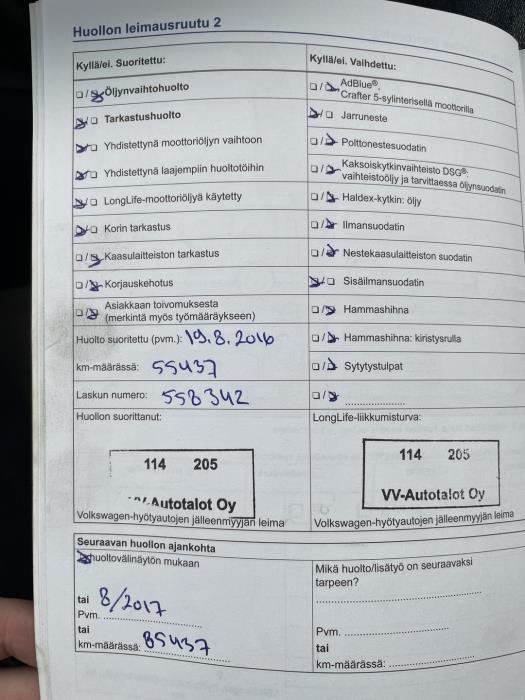 Huollon leimausruutu 2
Kyllä/ei. Suoritettu:
Öljynvaihtohuolto
Tarkastushuolto
Yhdistettynä moottoriöljyn vaihtoon
Yhdistettynä laajempiin huoltotöihin
LongLife-moottoriöljyä käytetty
Korin tarkastus
Kaasulaitteiston tarkastus
Korjauskehotus
Asiakkaan toivomuksesta
(merkintä myös työmääräykseen)
Huolto suoritettu (pvm.): 19.8.2016
km-määrässä: 55437
Laskun numero: 558342
Huollon suorittanut:
114 205
VV-Autotalot Oy
Volkswagen-hyötyautojen jälleenmyyjän leima
Kyllä/ei. Vaihdettu:
AdBlue®,
Crafter 5-sylinterisellä moottorilla
Jarruneste
Polttonestesuodatin
Kaksoiskytkinvaihteisto DSG®:
vaihteistoöljy ja tarvittaessa öljynsuodatin
Haldex-kytkin: öljy
Ilmansuodatin
Nestekaasulaitteiston suodatin
Sisäilmansuodatin
Hammashihna
Hammashihna: kiristysrulla
Sytytystulpat
LongLife-liikkumisturva:
114 205
VV-Autotalot Oy
Volkswagen-hyötyautojen jälleenmyyjän leima
Seuraavan huollon ajankohta
huoltovälinäytön mukaan
tai 8/2017
Pvm.
tai
km-määrässä: 85437
Mikä huolto/lisätyö on seuraavaksi
tarpeen?
Pvm.
tai
km-määrässä: